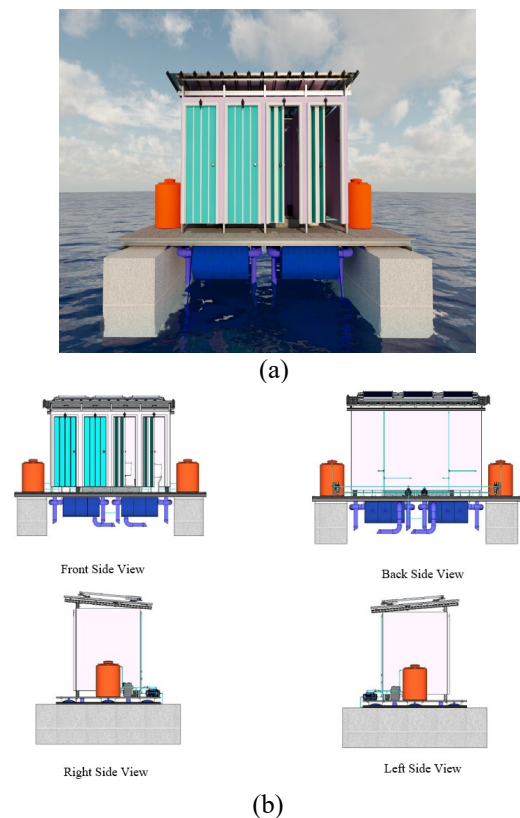 (a)
Front Side View
Back Side View
Right Side View
Left Side View
(b)